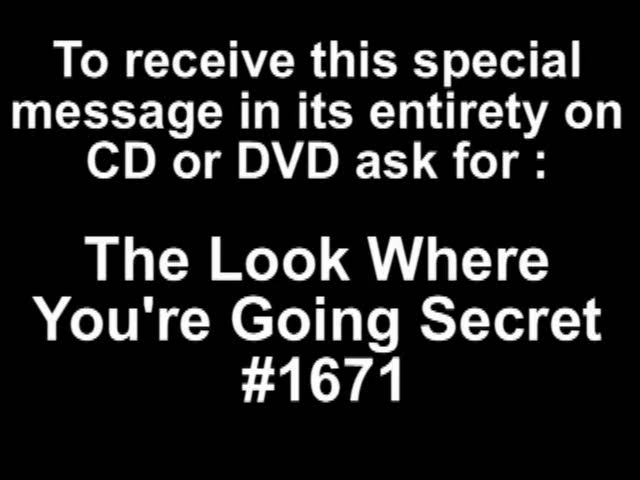 To receive this special
message in its entirety on
CD or DVD ask for :
The Look Where
You're Going Secret
#1671